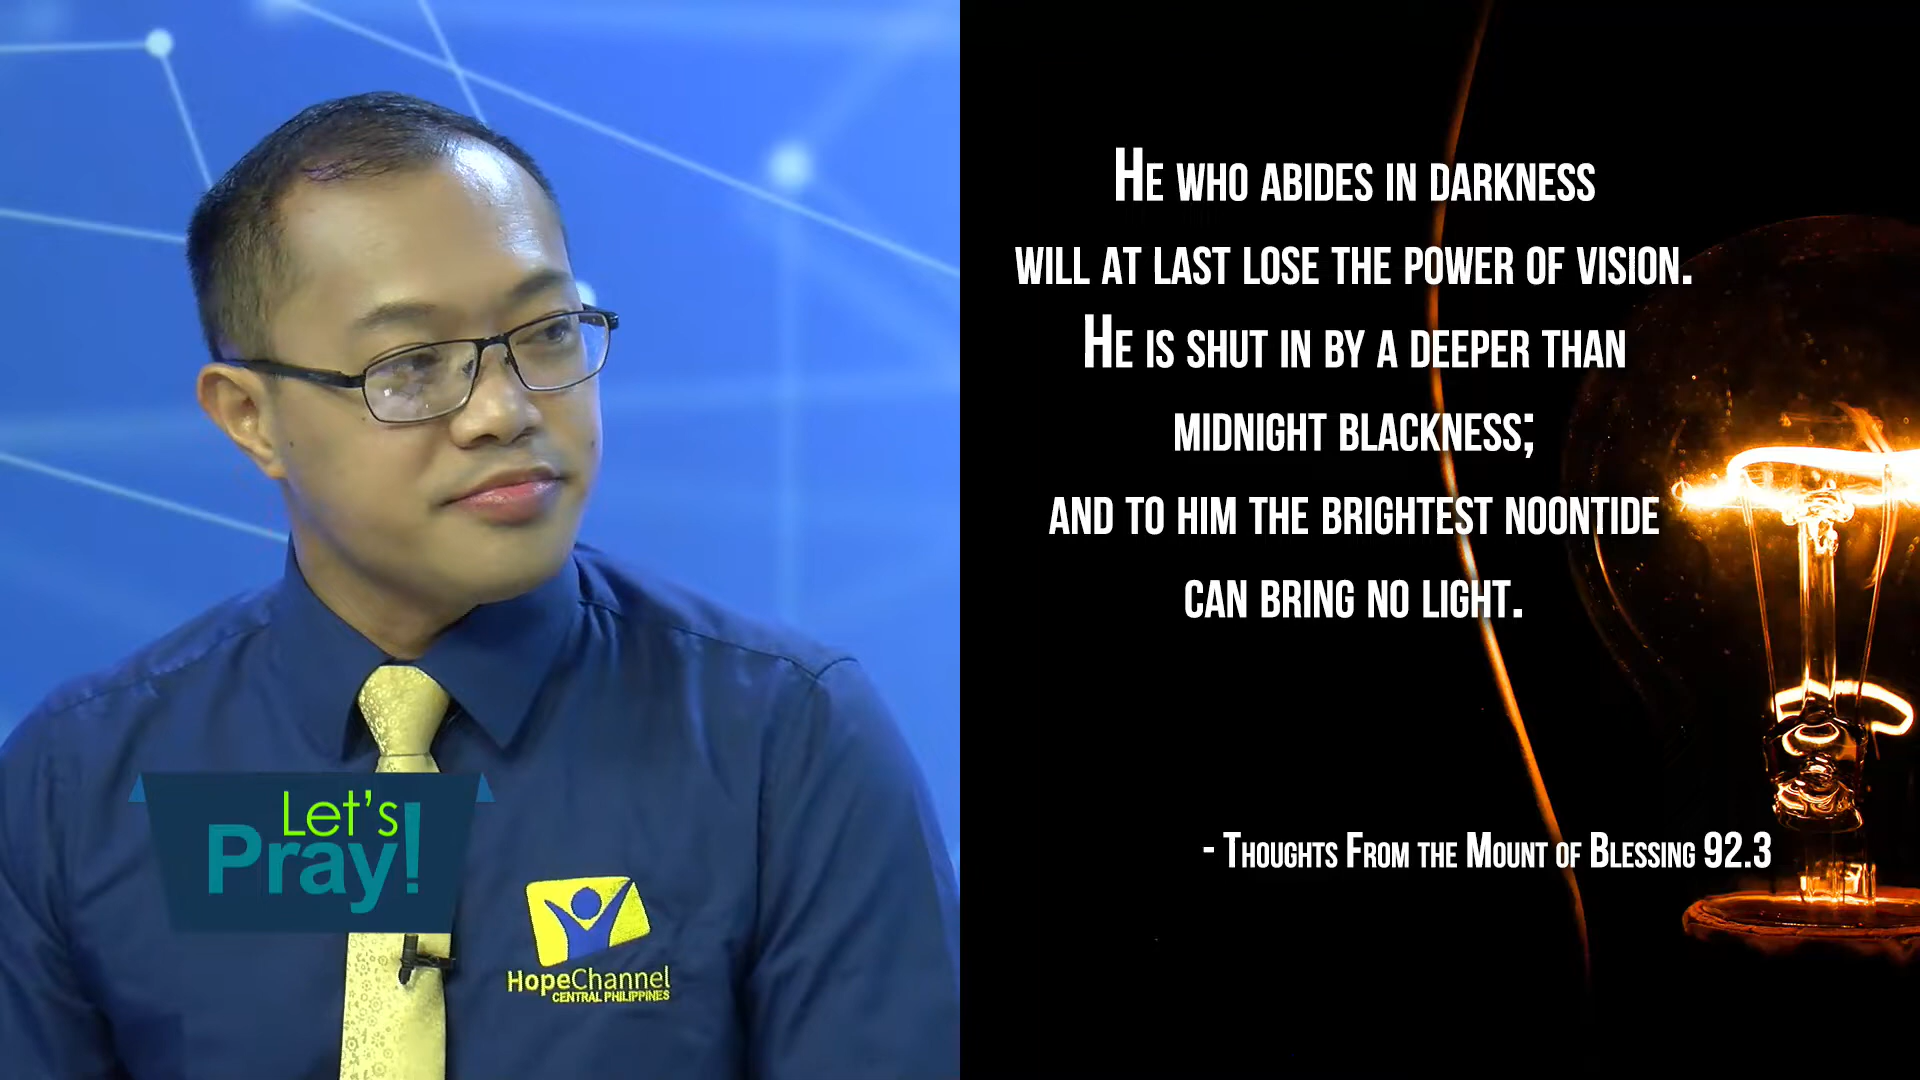 He who abides in darkness
will at last lose the power of vision.
He is shut in by a deeper than
midnight blackness;
and to him the brightest noontide
can bring no light.
- Thoughts From the Mount of Blessing 92.3
Let's
Pray!
HopeChannel
CENTRAL PHILIPPINES